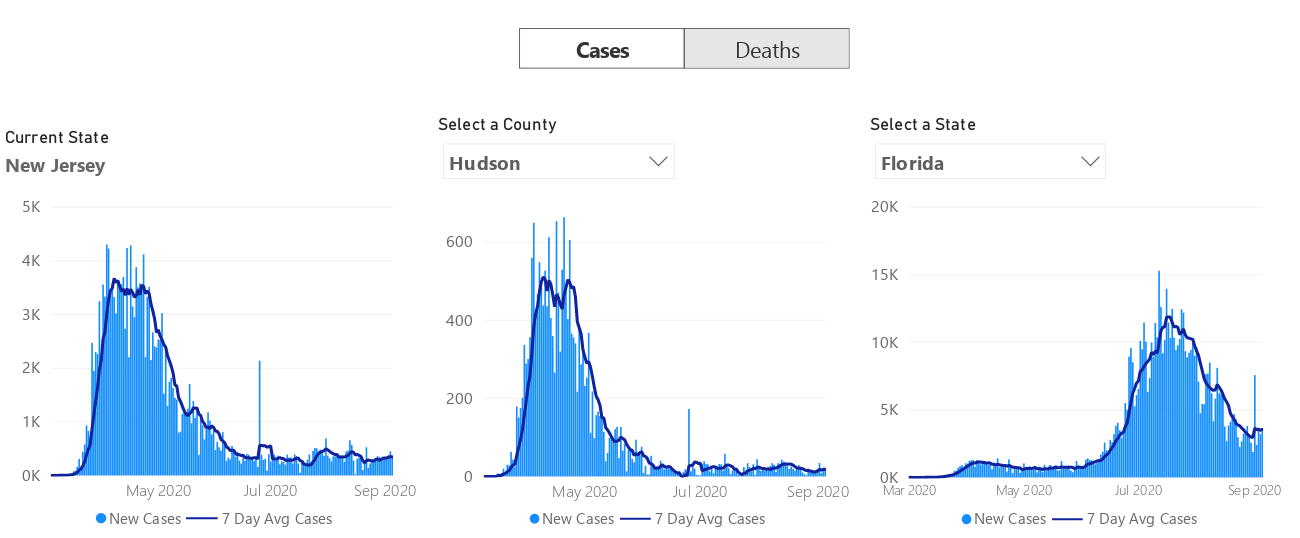 Cases Deaths
Current State
New Jersey
Select a County
Hudson
Select a State
Florida
5K
4K
3K
2K
1K
0K
May 2020 Jul 2020 Sep 2020
New Cases 7 Day Avg Cases
600
400
200
0
May 2020 Jul 2020 Sep 2020
New Cases 7 Day Avg Cases
20K
15K
10K
5K
0K
Mar 2020 May 2020 Jul 2020 Sep 2020
New Cases 7 Day Avg Cases